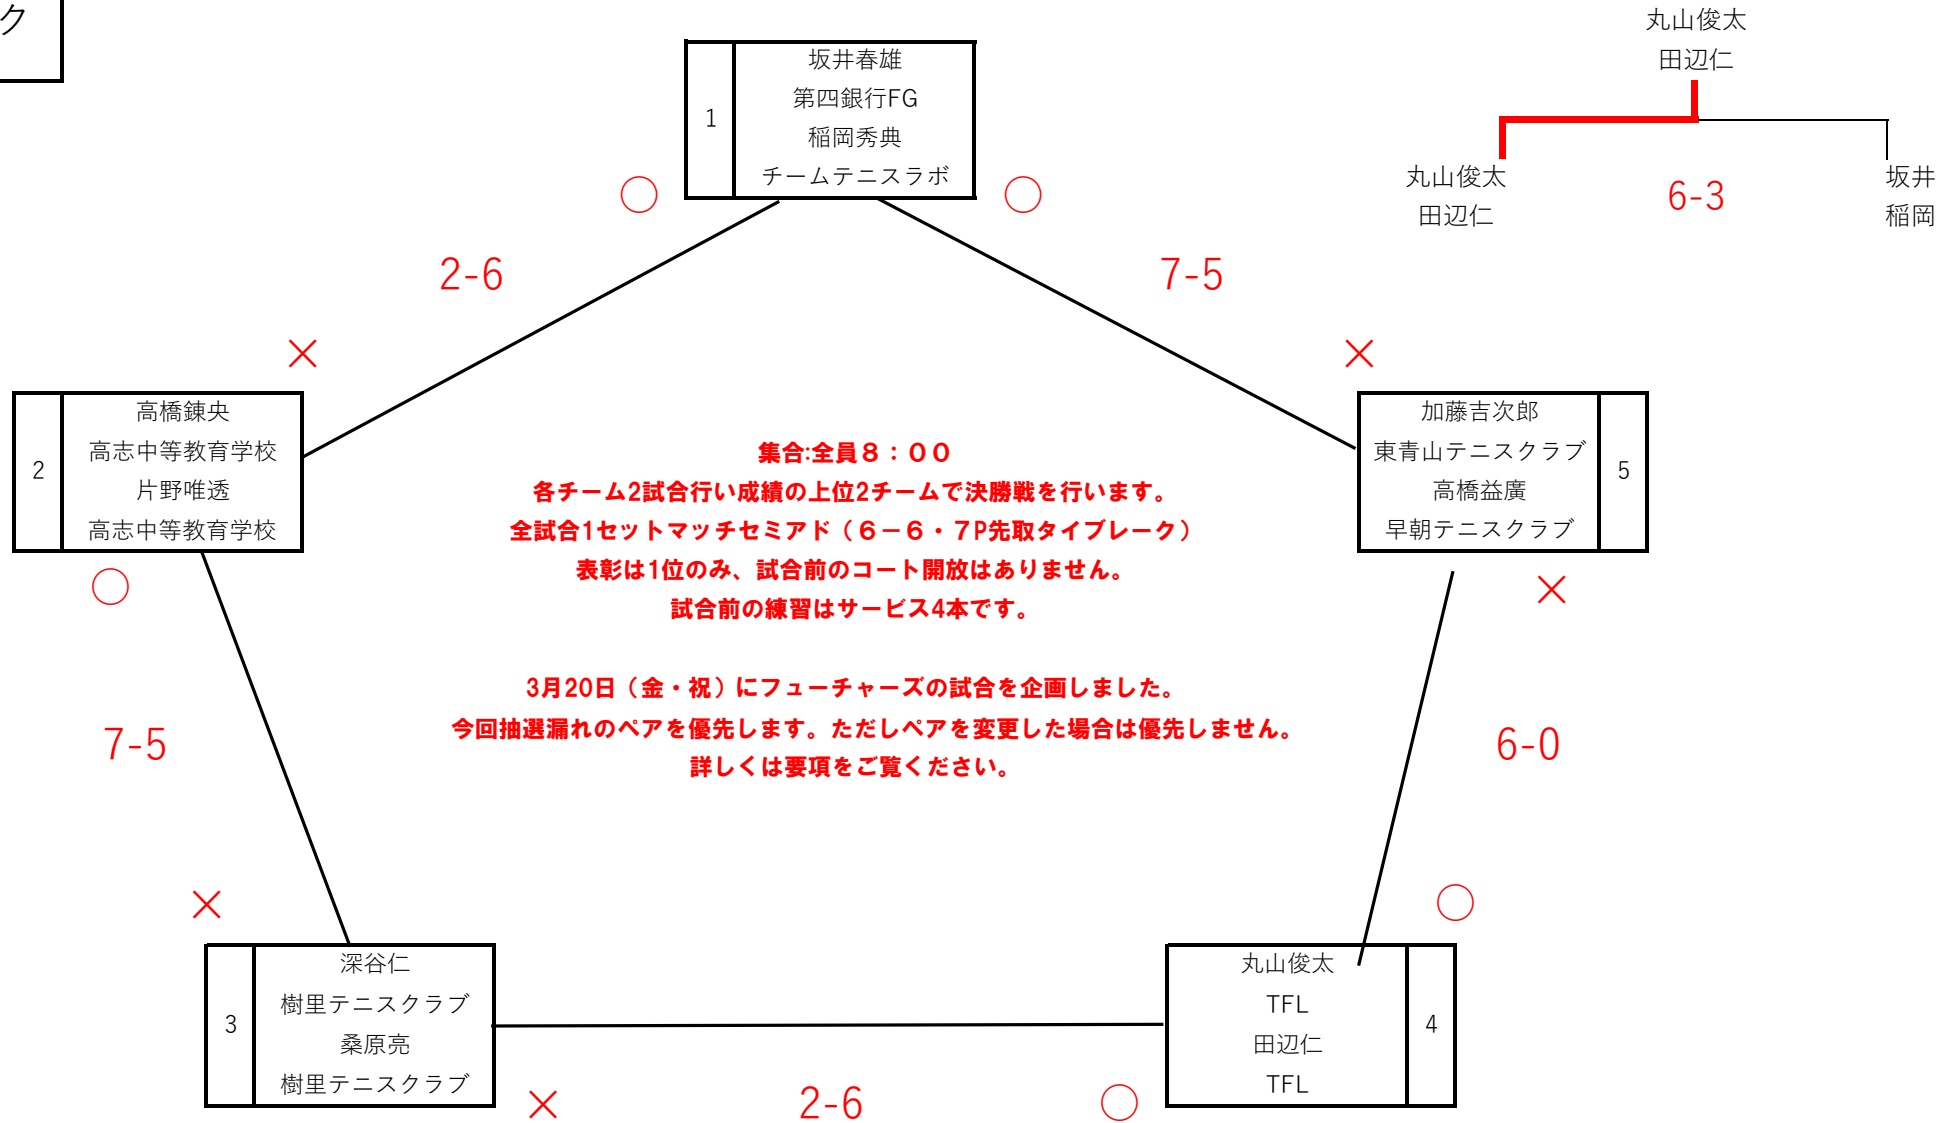 ク
丸山俊太
田辺仁
丸山俊太
田辺仁
6-3
坂井
稲岡
1
坂井春雄
第四銀行FG
稲岡秀典
チームテニスラボ
○
○
2-6
7-5
×
×
2
高橋錬央
高志中等教育学校
片野唯透
高志中等教育学校
加藤吉次郎
東青山テニスクラブ
高橋益廣
早朝テニスクラブ
5
集合:全員８：００
各チーム2試合行い成績の上位2チームで決勝戦を行います。
全試合1セットマッチセミアド（６－６・７P先取タイブレーク）
表彰は1位のみ、試合前のコート開放はありません。
試合前の練習はサービス4本です。
○
×
3月20日（金・祝）にフューチャーズの試合を企画しました。
今回抽選漏れのペアを優先します。ただしペアを変更した場合は優先しません。
詳しくは要項をご覧ください。
7-5
6-0
×
○
3
深谷仁
樹里テニスクラブ
桑原亮
樹里テニスクラブ
丸山俊太
TFL
田辺仁
TFL
4
×
2-6
○